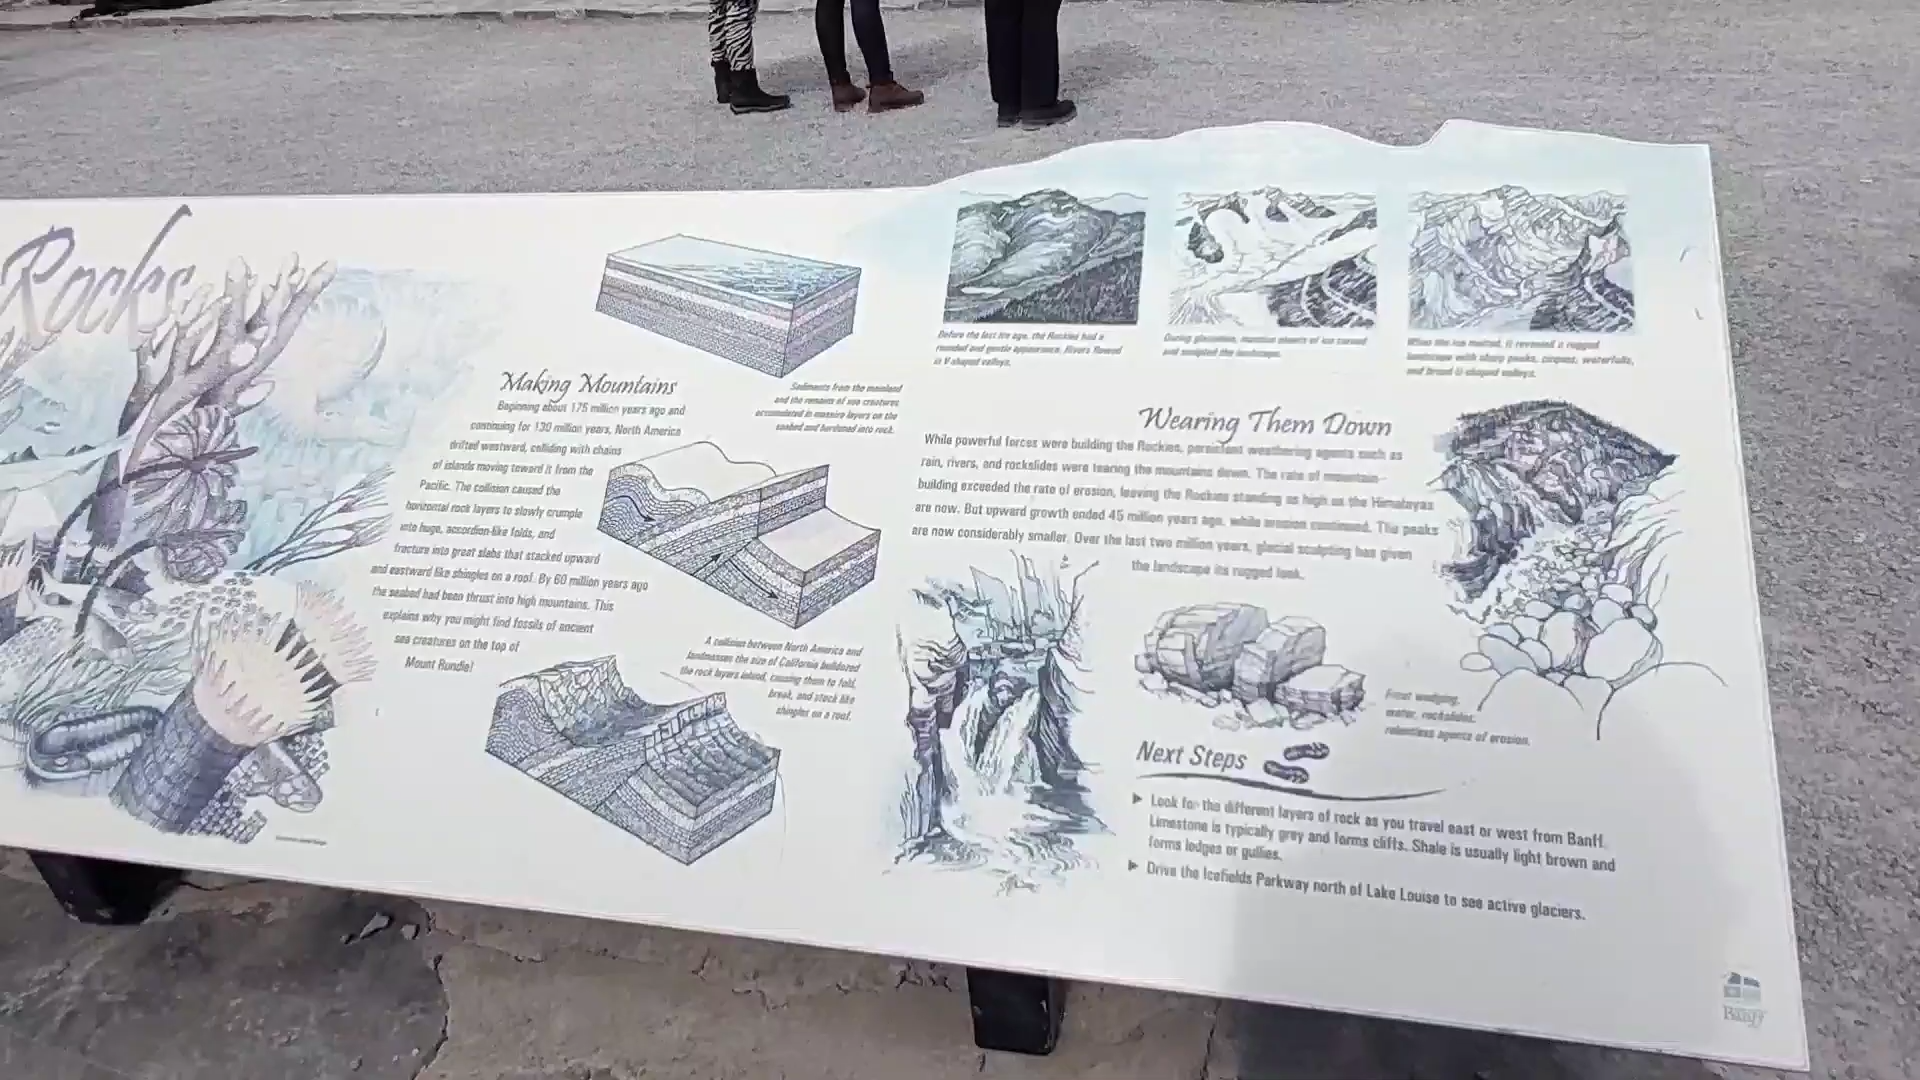 Rocks
Making Mountains
Beginning about 175 million years ago and
continuing for 130 million years, North America
drifted westward, colliding with chains
of islands moving toward it from the
Pacific. The collision caused the
horizontal rock layers to slowly crumple
into huge, accordion-like folds, and
fracture into great slabs that stacked upward
and eastward like shingles on a roof. By 60 million years ago
the seabed had been thrust into high mountains. This
explains why you might find fossils of ancient
sea creatures on the top of
Mount Rundle!
Sediments from the mainland
and the remains of sea creatures
accumulated in massive layers on the
seabed and hardened into rock.
A collision between North America and
landmasses the size of California bulldozed
the rock layers inland, causing them to fold,
break, and stack like
shingles on a roof.
Before the last ice age, the Rockies had a
rounded and gentle appearance. Rivers flowed
in V-shaped valleys.
During glaciation, massive sheets of ice carved
and sculpted the landscape.
When the ice melted, it revealed a rugged
landscape with sharp peaks, cirques, waterfalls,
and broad U-shaped valleys.
Wearing Them Down
While powerful forces were building the Rockies, persistent weathering agents such as
rain, rivers, and rockslides were tearing the mountains down. The rate of mountain-
building exceeded the rate of erosion, leaving the Rockies standing as high as the Himalayas
are now. But upward growth ended 45 million years ago, while erosion continued. The peaks
are now considerably smaller. Over the last two million years, glacial sculpting has given
the landscape its rugged look.
Frost wedging,
water, rockslides:
relentless agents of erosion.
Next Steps
► Look for the different layers of rock as you travel east or west from Banff.
Limestone is typically grey and forms cliffs. Shale is usually light brown and
forms ledges or gullies.
► Drive the Icefields Parkway north of Lake Louise to see active glaciers.
Banff